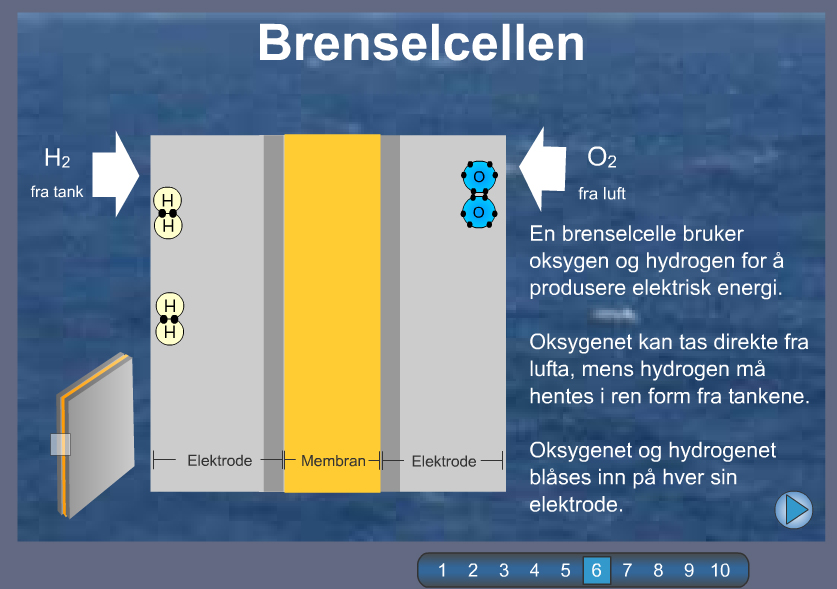 Brenselcellen
H2
fra tank
O2
fra luft
H
H
H
H
O
O
En brenselcelle bruker
oksygen og hydrogen for å
produsere elektrisk energi.
Oksygenet kan tas direkte fra
lufta, mens hydrogen må
hentes i ren form fra tankene.
Oksygenet og hydrogenet
blåses inn på hver sin
elektrode.
Elektrode Membran Elektrode
1 2 3 4 5 6 7 8 9 10